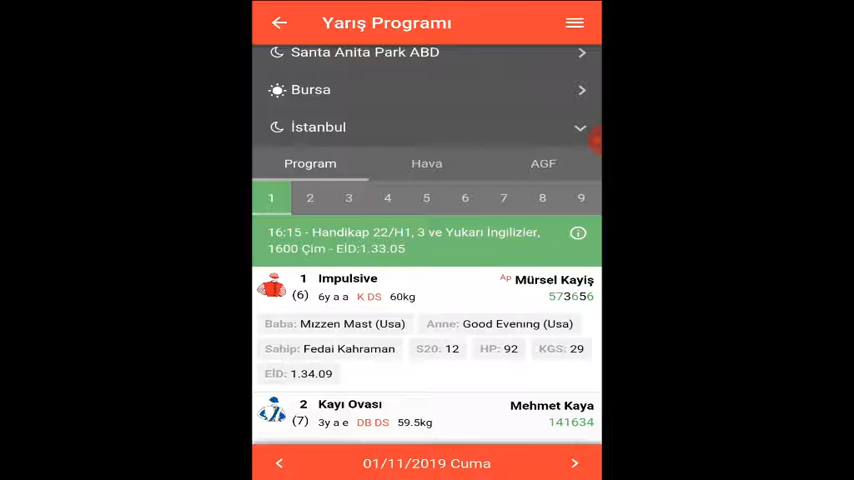 Yarış Programı
Santa Anita Park ABD
Bursa
İstanbul
Program Hava AGF
1 2 3 4 5 6 7 8 9
16:15 - Handikap 22/H1, 3 ve Yukarı İngilizler,
1600 Çim - EİD:1.33.05
1 Impulsive Ap Mürsel Kayiş
(6) 6y a a K DS 60kg 573656
Baba: Mızzen Mast (Usa) Anne: Good Evenıng (Usa)
Sahip: Fedai Kahraman S20: 12 HP: 92 KGS: 29
EİD: 1.34.09
2 Kayı Ovası Mehmet Kaya
(7) 3y a e DB DS 59.5kg 141634
01/11/2019 Cuma